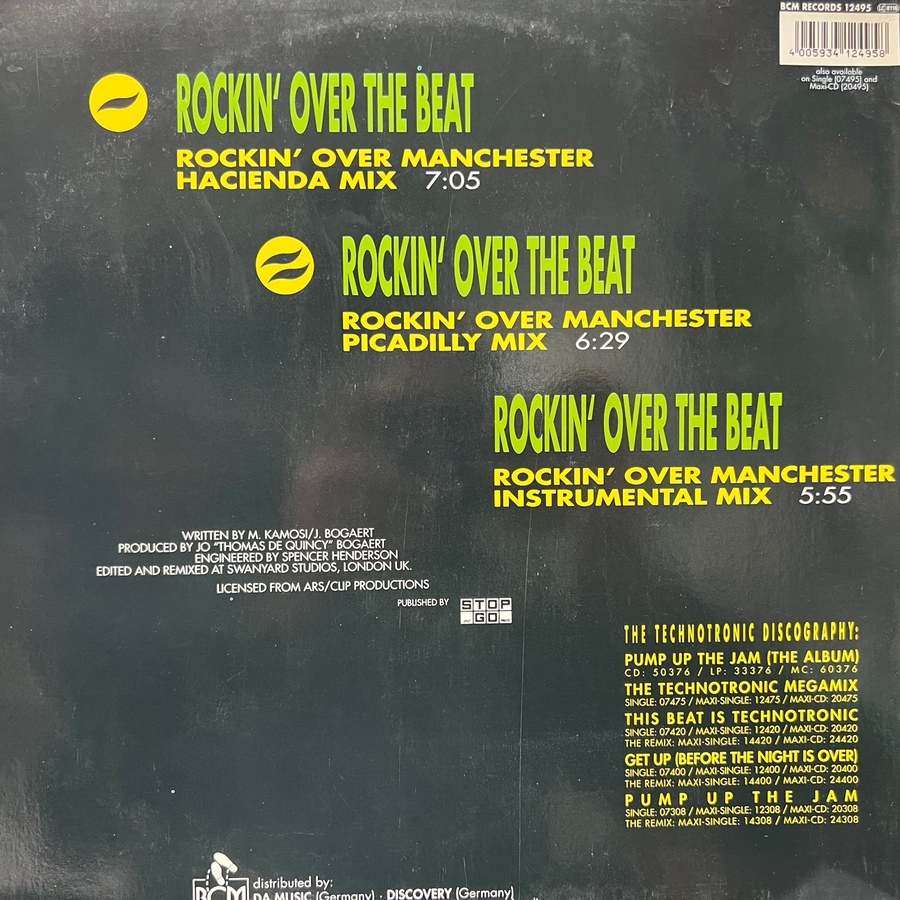 BCM RECORDS 12495
4 005934 124958
also available
on Single (07495) and
Maxi-CD (20495)
ROCKIN' OVER THE BEAT
ROCKIN' OVER MANCHESTER
HACIENDA MIX 7:05
ROCKIN' OVER THE BEAT
ROCKIN' OVER MANCHESTER
PICADILLY MIX 6:29
ROCKIN' OVER THE BEAT
ROCKIN' OVER MANCHESTER
INSTRUMENTAL MIX 5:55
WRITTEN BY M. KAMOSI/J. BOGAERT
PRODUCED BY JO "THOMAS DE QUINCY" BOGAERT
ENGINEERED BY SPENCER HENDERSON
EDITED AND REMIXED AT SWANYARD STUDIOS, LONDON UK.
LICENSED FROM ARS/CLIP PRODUCTIONS
PUBLISHED BY
STOP
GO
THE TECHNOTRONIC DISCOGRAPHY:
PUMP UP THE JAM (THE ALBUM)
CD: 50376 / LP: 33376 / MC: 60376
THE TECHNOTRONIC MEGAMIX
SINGLE: 07475 / MAXI-SINGLE: 12475 / MAXI-CD: 20475
THIS BEAT IS TECHNOTRONIC
SINGLE: 07420 / MAXI-SINGLE: 12420 / MAXI-CD: 20420
THE REMIX: MAXI-SINGLE: 14420 / MAXI-CD: 24420
GET UP (BEFORE THE NIGHT IS OVER)
SINGLE: 07400 / MAXI-SINGLE: 12400 / MAXI-CD: 20400
THE REMIX: MAXI-SINGLE: 14400 / MAXI-CD: 24400
PUMP UP THE JAM
SINGLE: 07308 / MAXI-SINGLE: 12308 / MAXI-CD: 20308
THE REMIX: MAXI-SINGLE: 14308 / MAXI-CD: 24308
BCM
distributed by:
DA MUSIC (Germany) · DISCOVERY (Germany)